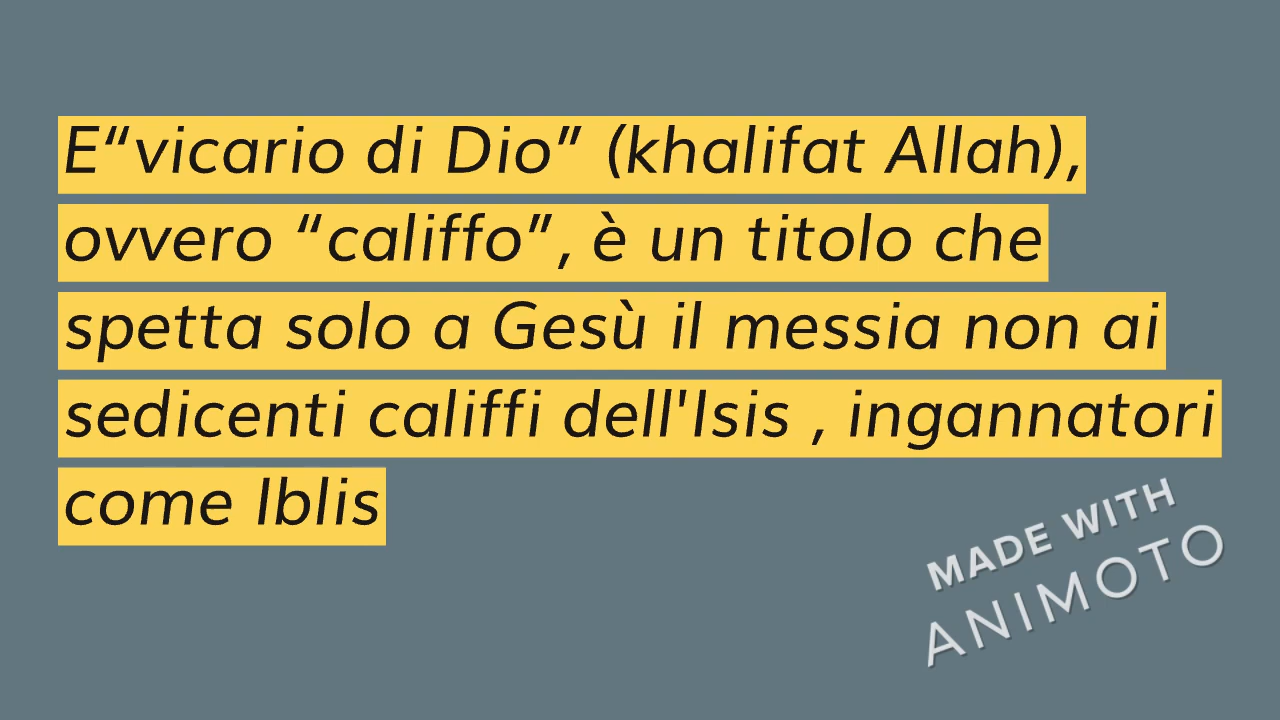 E“vicario di Dio” (khalifat Allah),
ovvero “califfo”, è un titolo che
spetta solo a Gesù il messia non ai
sedicenti califfi dell'Isis , ingannatori
come Iblis
MADE WITH
ANIMOTO